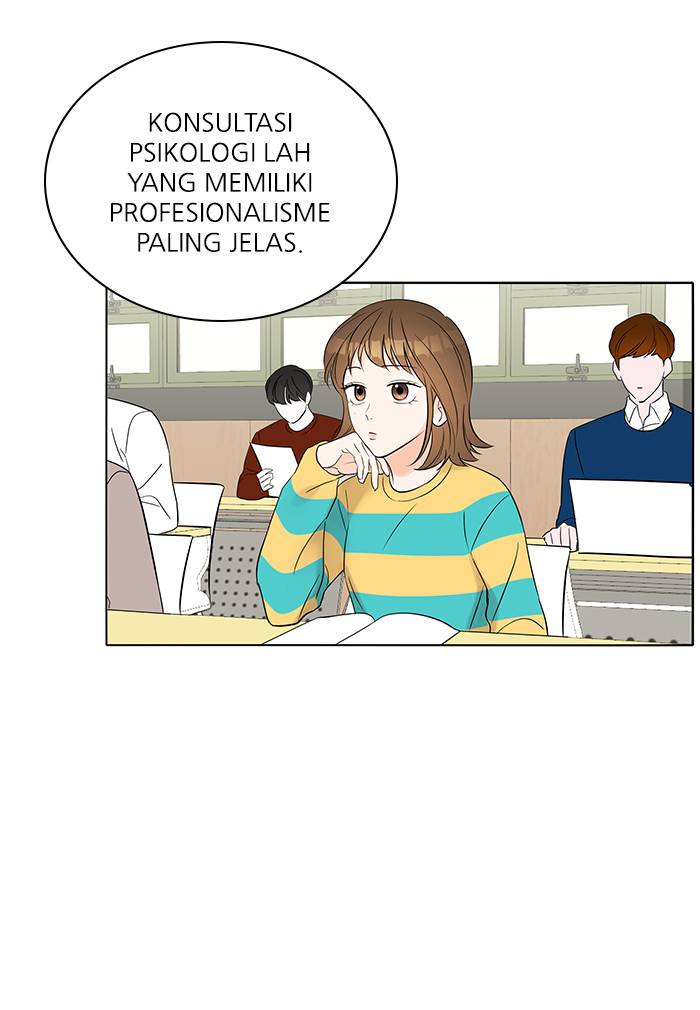 KONSULTASI
PSIKOLOGI LAH
YANG MEMILIKI
PROFESIONALISME
PALING JELAS.